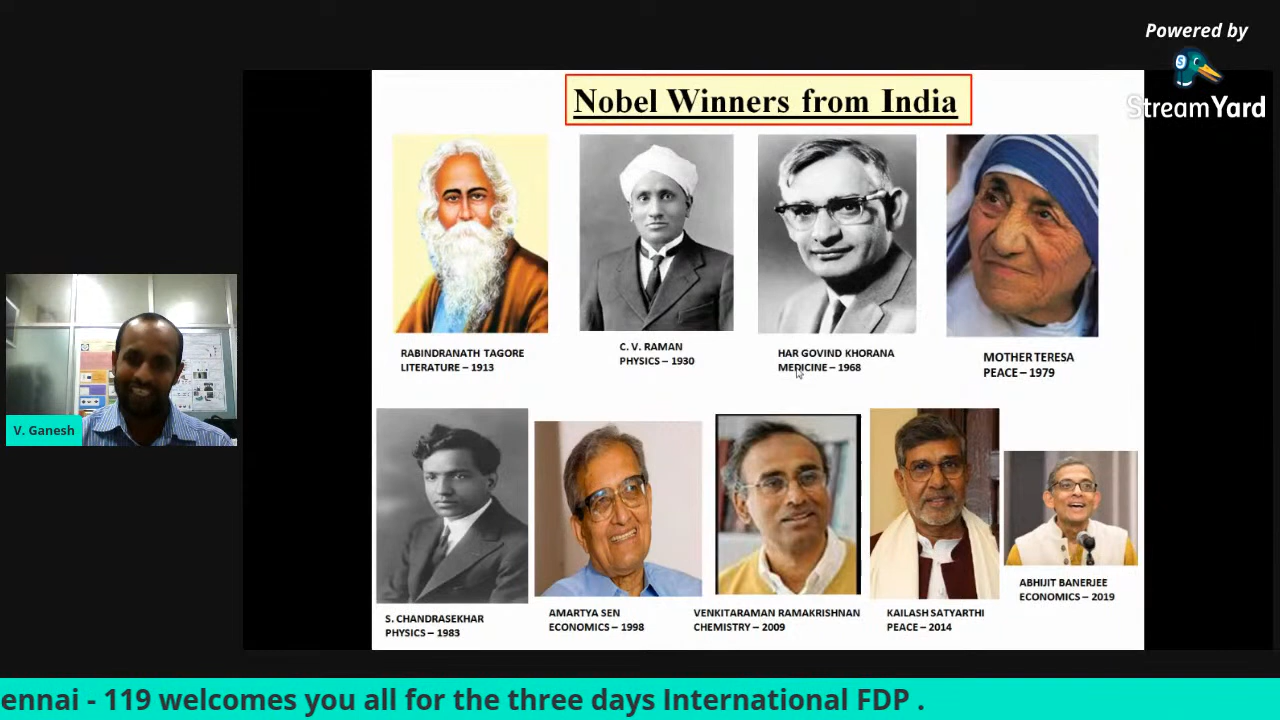 Powered by
StreamYard
Nobel Winners from India
RABINDRANATH TAGORE
LITERATURE – 1913
C. V. RAMAN
PHYSICS – 1930
HAR GOVIND KHORANA
MEDICINE – 1968
MOTHER TERESA
PEACE – 1979
S. CHANDRASEKHAR
PHYSICS – 1983
AMARTYA SEN
ECONOMICS – 1998
VENKITARAMAN RAMAKRISHNAN
CHEMISTRY – 2009
KAILASH SATYARTHI
PEACE – 2014
ABHIJIT BANERJEE
ECONOMICS – 2019
V. Ganesh
ennai - 119 welcomes you all for the three days International FDP .